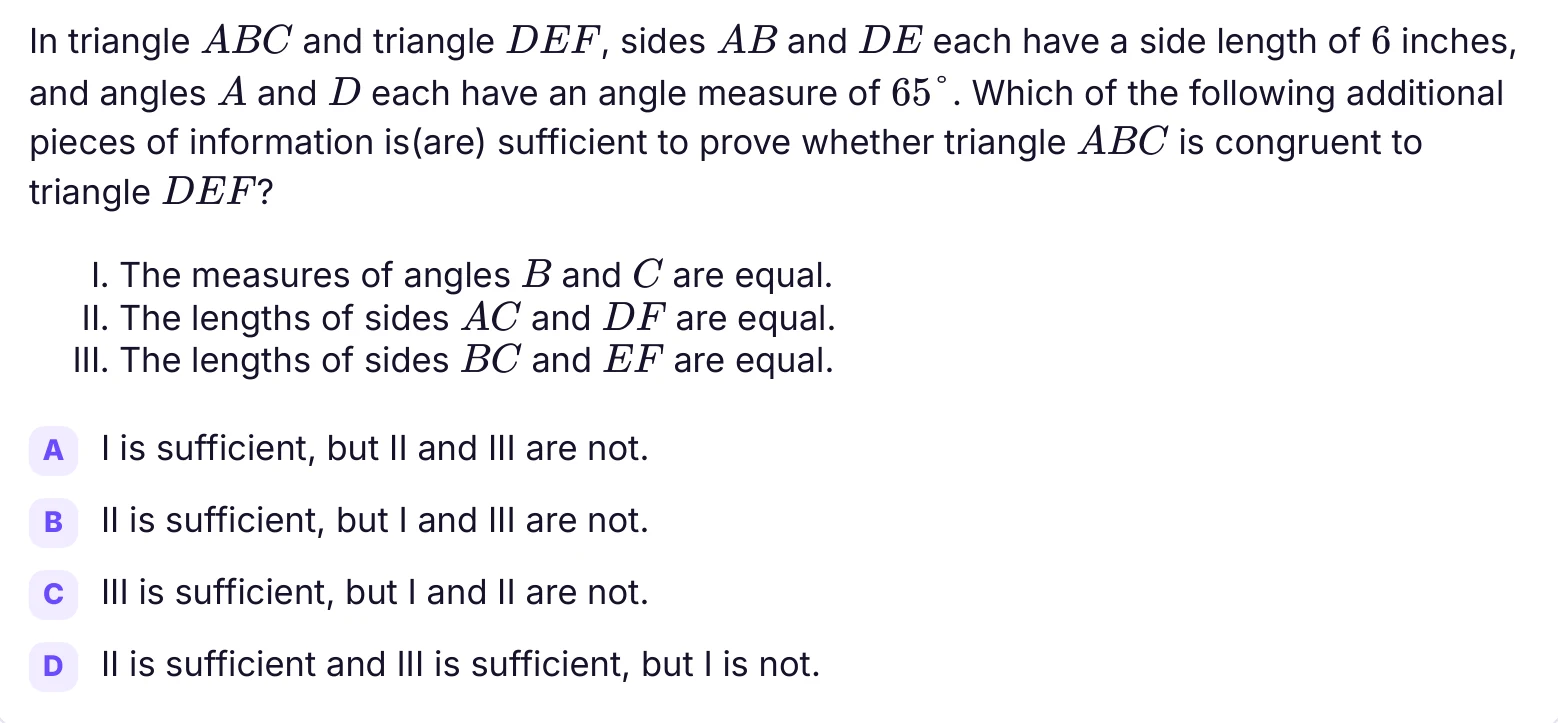 In triangle ABC and triangle DEF, sides AB and DE each have a side length of 6 inches,
and angles A and D each have an angle measure of 65°. Which of the following additional
pieces of information is(are) sufficient to prove whether triangle ABC is congruent to
triangle DEF?
I. The measures of angles B and C are equal.
II. The lengths of sides AC and DF are equal.
III. The lengths of sides BC and EF are equal.
A I is sufficient, but II and III are not.
B II is sufficient, but I and III are not.
C III is sufficient, but I and II are not.
D II is sufficient and III is sufficient, but I is not.